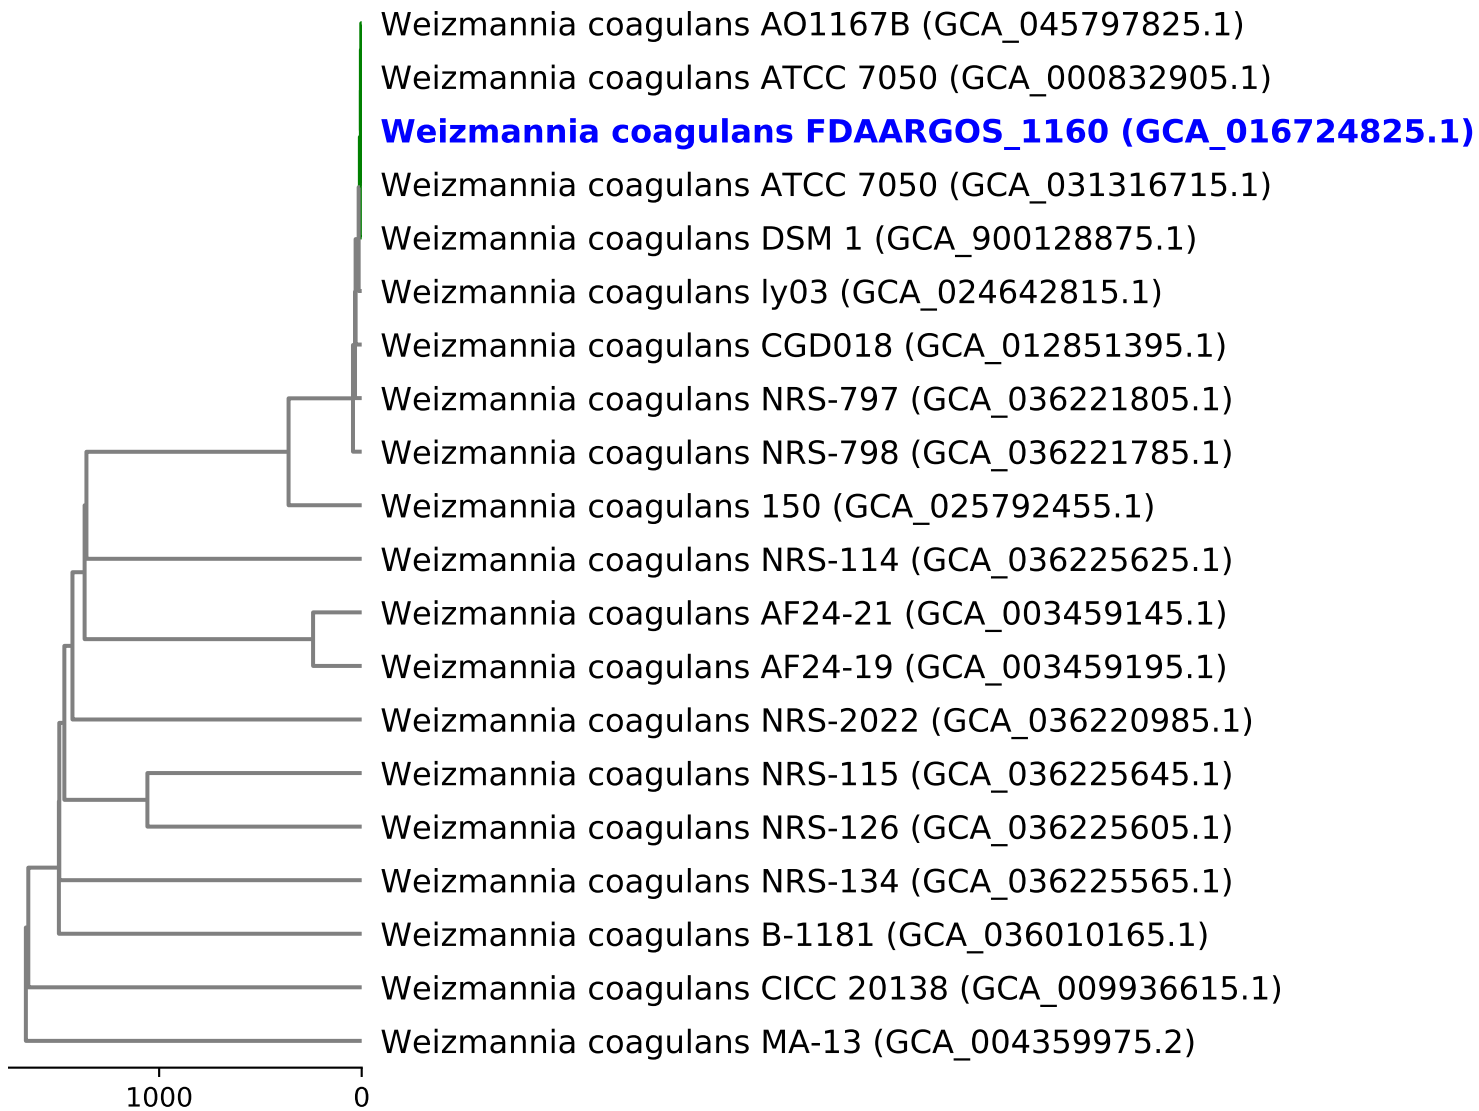 Weizmannia coagulans AO1167B (GCA_045797825.1)
Weizmannia coagulans ATCC 7050 (GCA_000832905.1)
Weizmannia coagulans FDAARGOS_1160 (GCA_016724825.1)
Weizmannia coagulans ATCC 7050 (GCA_031316715.1)
Weizmannia coagulans DSM 1 (GCA_900128875.1)
Weizmannia coagulans ly03 (GCA_024642815.1)
Weizmannia coagulans CGD018 (GCA_012851395.1)
Weizmannia coagulans NRS-797 (GCA_036221805.1)
Weizmannia coagulans NRS-798 (GCA_036221785.1)
Weizmannia coagulans 150 (GCA_025792455.1)
Weizmannia coagulans NRS-114 (GCA_036225625.1)
Weizmannia coagulans AF24-21 (GCA_003459145.1)
Weizmannia coagulans AF24-19 (GCA_003459195.1)
Weizmannia coagulans NRS-2022 (GCA_036220985.1)
Weizmannia coagulans NRS-115 (GCA_036225645.1)
Weizmannia coagulans NRS-126 (GCA_036225605.1)
Weizmannia coagulans NRS-134 (GCA_036225565.1)
Weizmannia coagulans B-1181 (GCA_036010165.1)
Weizmannia coagulans CICC 20138 (GCA_009936615.1)
Weizmannia coagulans MA-13 (GCA_004359975.2)
1000 0